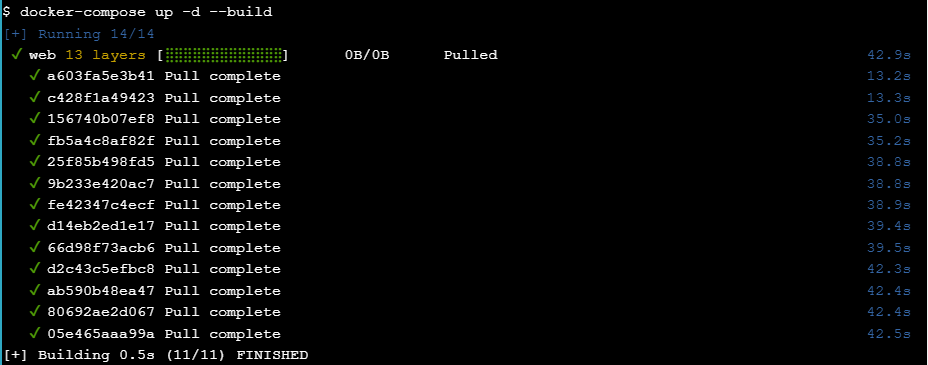 $ docker-compose up -d --build
[+] Running 14/14
✓ web 13 layers [⣿⣿⣿⣿⣿⣿⣿⣿⣿⣿⣿⣿⣿] 0B/0B Pulled 42.9s
✓ a603fa5e3b41 Pull complete 13.2s
✓ c428f1a49423 Pull complete 13.3s
✓ 156740b07ef8 Pull complete 35.0s
✓ fb5a4c8af82f Pull complete 35.2s
✓ 25f85b498fd5 Pull complete 38.8s
✓ 9b233e420ac7 Pull complete 38.8s
✓ fe42347c4ecf Pull complete 38.9s
✓ d14eb2ed1e17 Pull complete 39.4s
✓ 66d98f73acb6 Pull complete 39.5s
✓ d2c43c5efbc8 Pull complete 42.3s
✓ ab590b48ea47 Pull complete 42.4s
✓ 80692ae2d067 Pull complete 42.4s
✓ 05e465aaa99a Pull complete 42.5s
[+] Building 0.5s (11/11) FINISHED